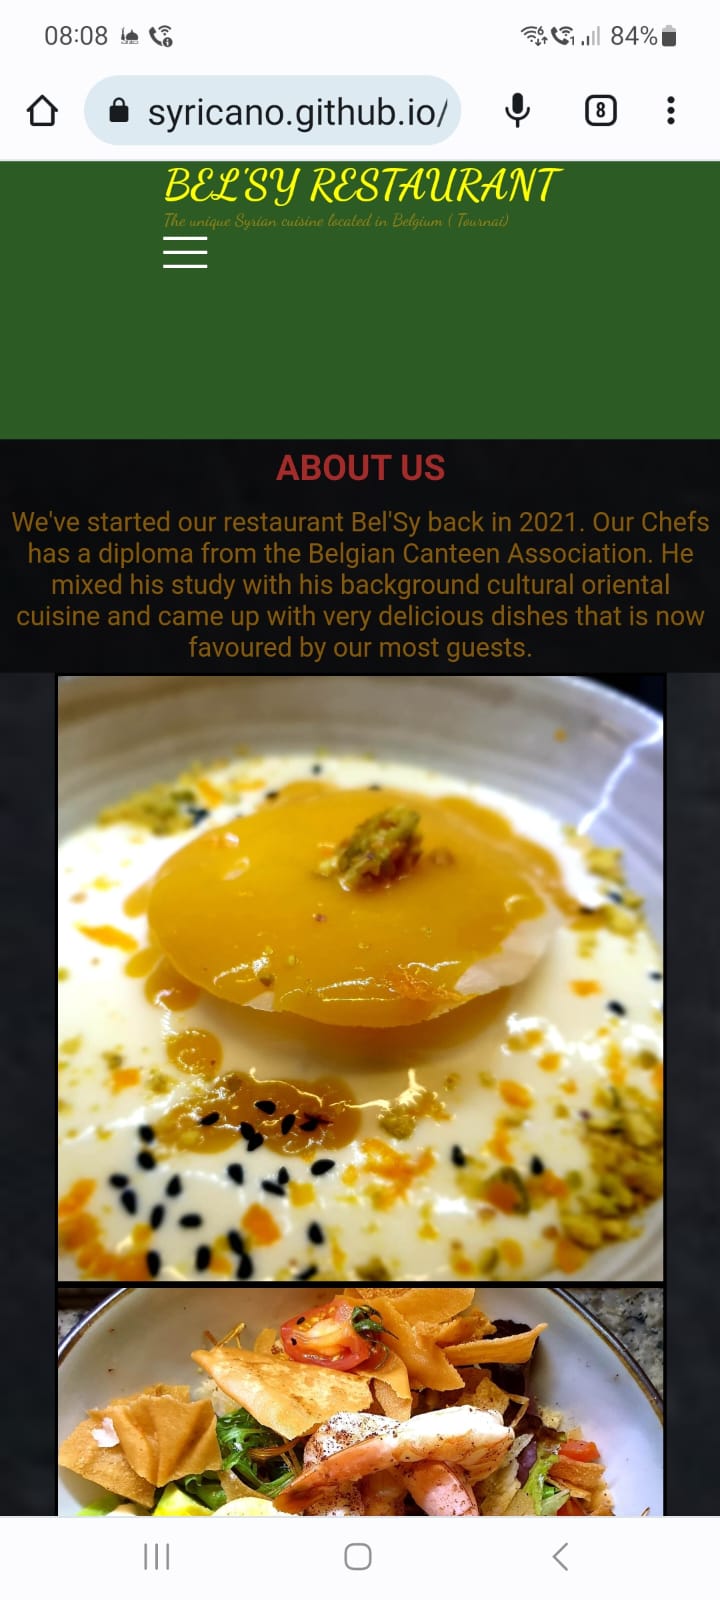 08:08
84%
syricano.github.io/
8
BEL'SY RESTAURANT
The unique Syrian cuisine located in Belgium ( Tournai)
ABOUT US
We've started our restaurant Bel'Sy back in 2021. Our Chefs
has a diploma from the Belgian Canteen Association. He
mixed his study with his background cultural oriental
cuisine and came up with very delicious dishes that is now
favoured by our most guests.